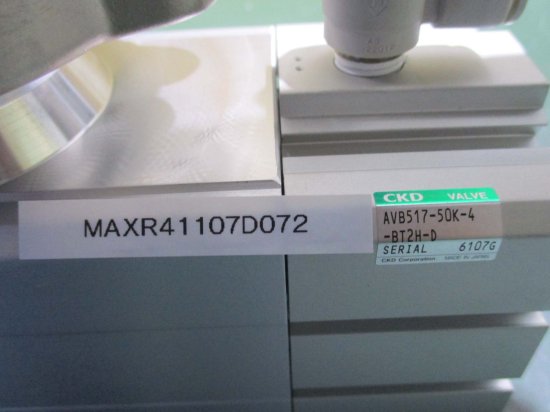 MAXR41107D072
CKD VALVE
AVB517-50K-4
-BT2H-D
SERIAL 6107G
CKD Corporation MADE IN JAPAN